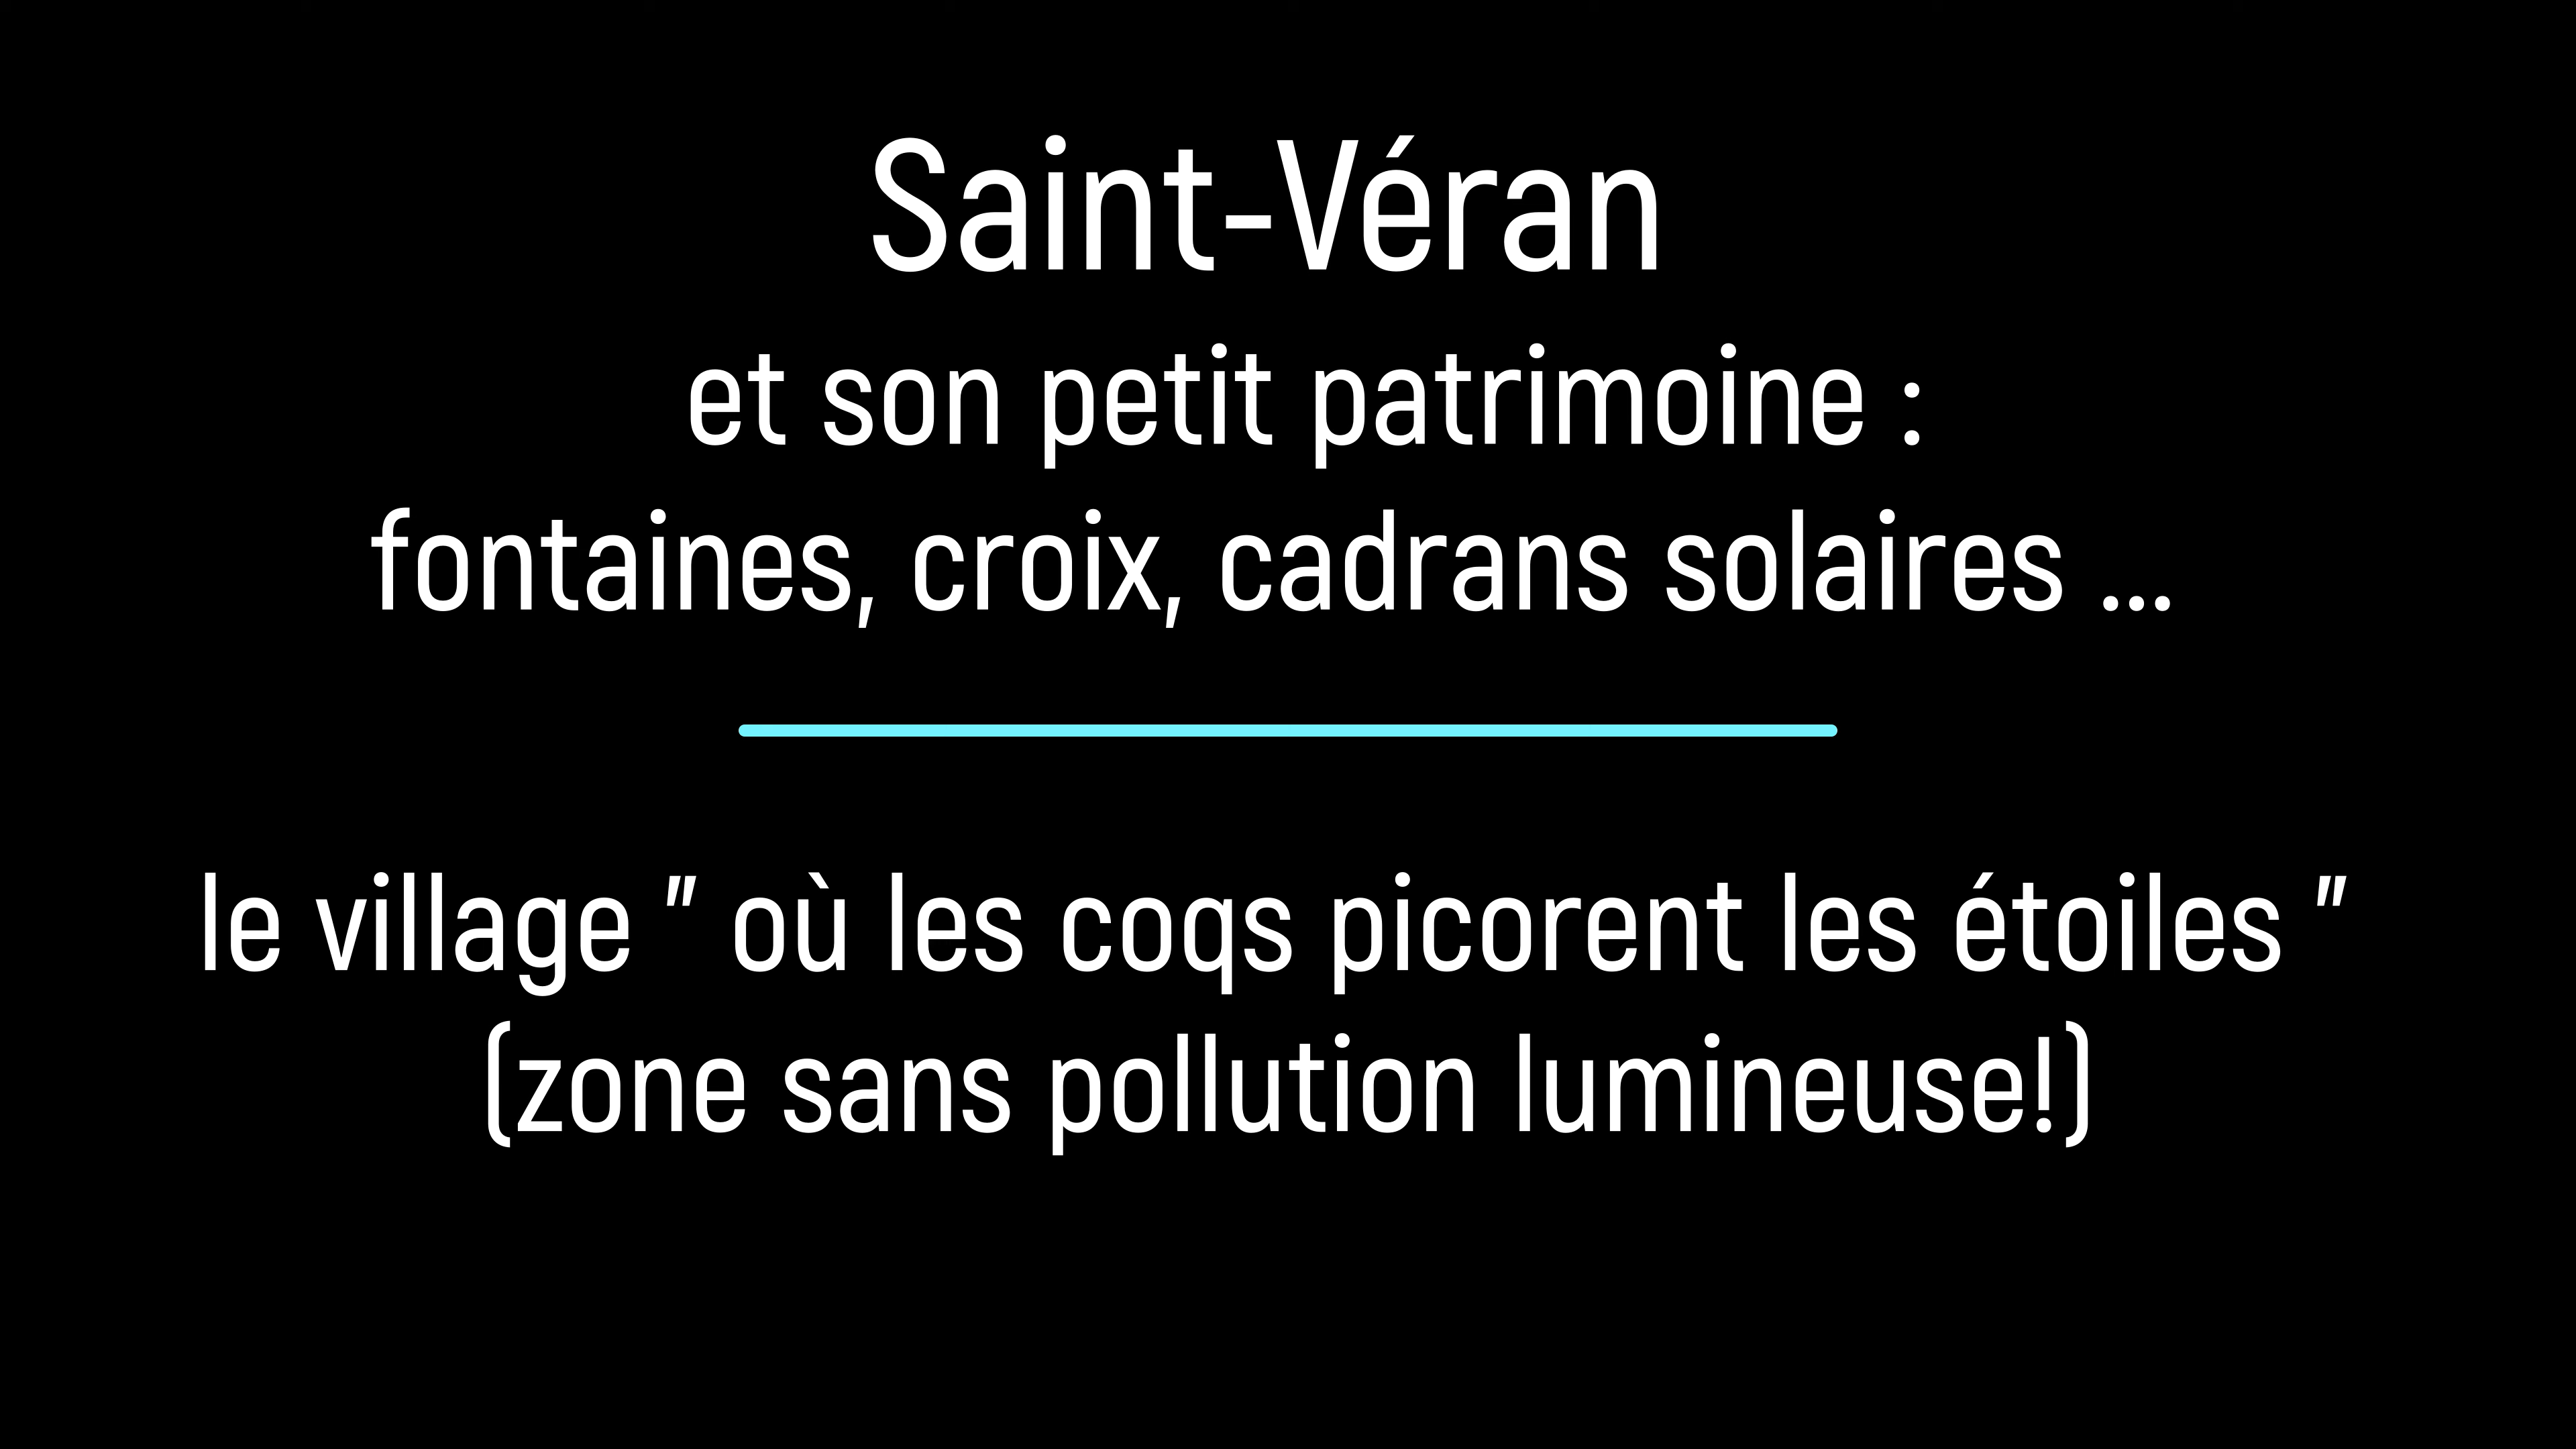 Saint-Véran
et son petit patrimoine :
fontaines, croix, cadrans solaires ...
le village " où les coqs picorent les étoiles "
(zone sans pollution lumineuse!)